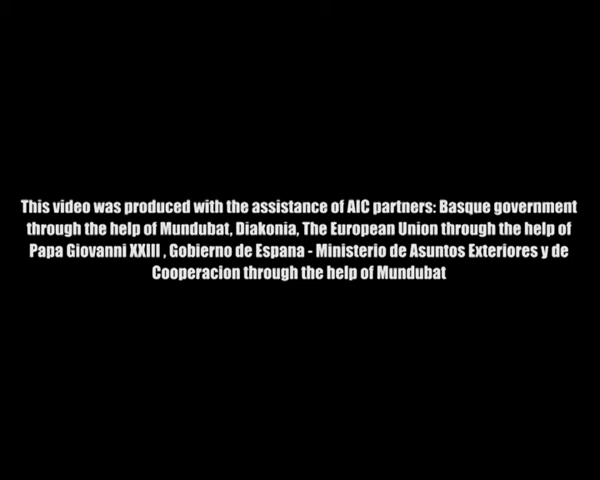 This video was produced with the assistance of AIC partners: Basque government
through the help of Mundubat, Diakonia, The European Union through the help of
Papa Giovanni XXIII , Gobierno de Espana - Ministerio de Asuntos Exteriores y de
Cooperacion through the help of Mundubat